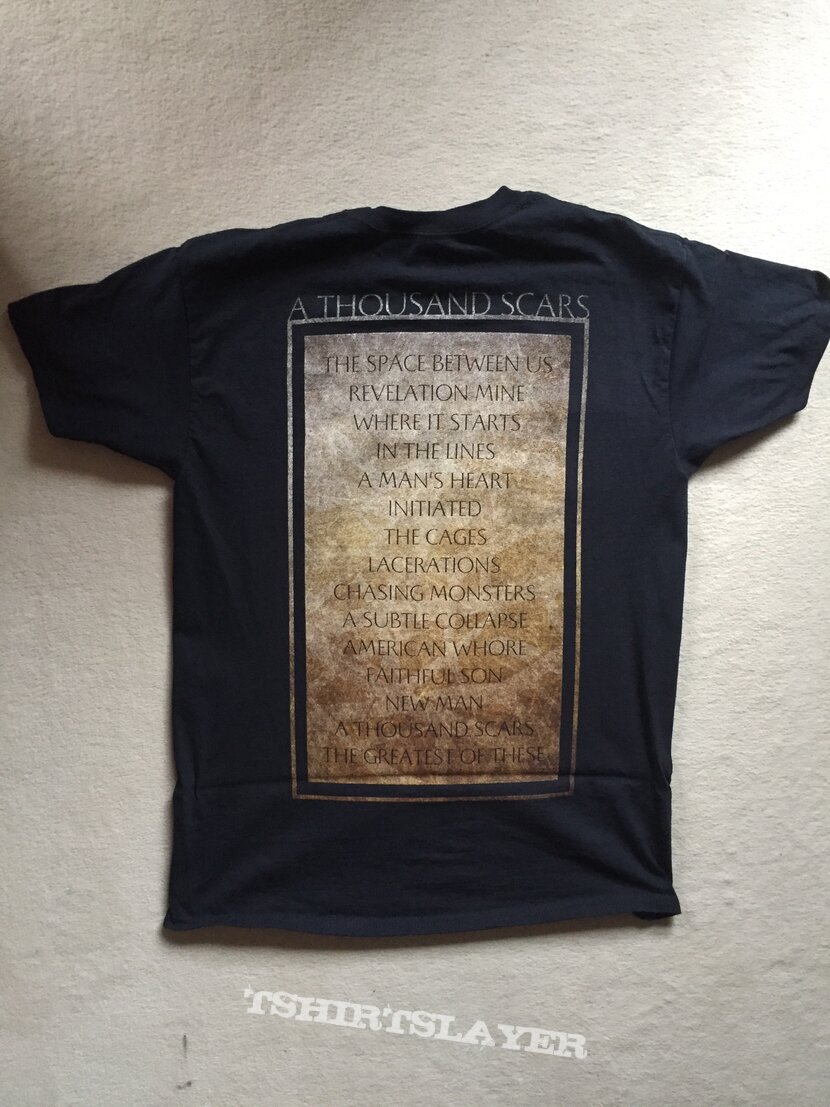 A THOUSAND SCARS
THE SPACE BETWEEN US
REVELATION MINE
WHERE IT STARTS
IN THE LINES
A MAN'S HEART
INITIATED
THE CAGES
LACERATIONS
CHASING MONSTERS
A SUBTLE COLLAPSE
AMERICAN WHORE
FAITHFUL SON
NEW MAN
A THOUSAND SCARS
THE GREATEST OF THESE
TSHIRTSLAYER